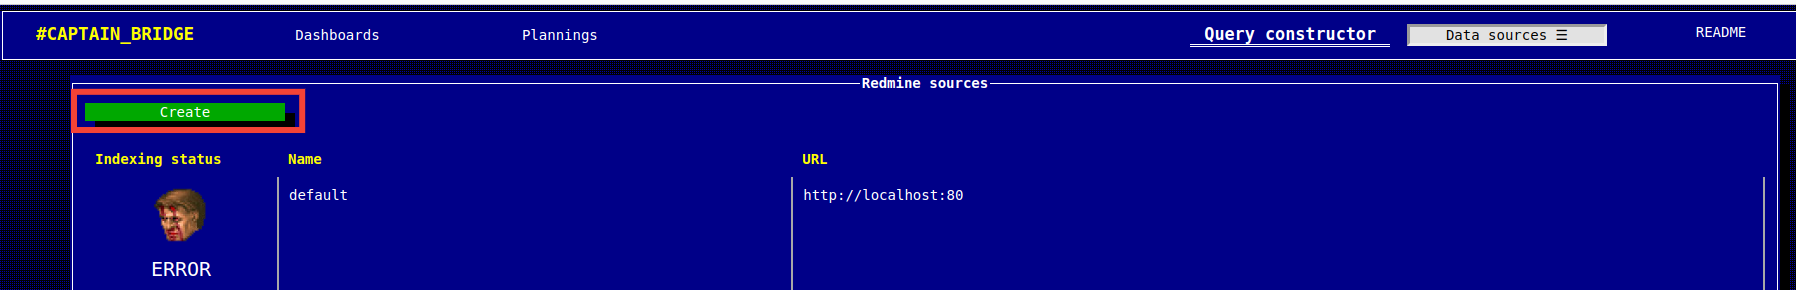 #CAPTAIN_BRIDGE Dashboards Plannings Query constructor Data sources ☰ README
Redmine sources
Create
Indexing status Name URL
default http://localhost:80
ERROR